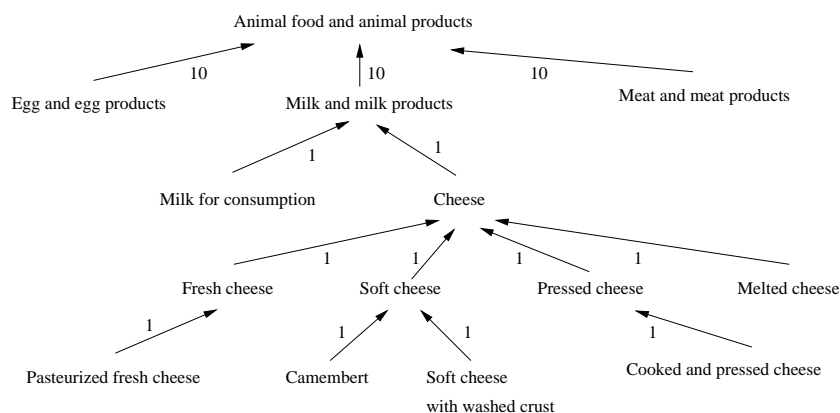 Animal food and animal products
10
10
10
Egg and egg products
Milk and milk products
Meat and meat products
1
1
Milk for consumption
Cheese
1
1
1
1
Fresh cheese
Soft cheese
Pressed cheese
Melted cheese
1
1
1
1
Pasteurized fresh cheese
Camembert
Soft cheese
with washed crust
Cooked and pressed cheese